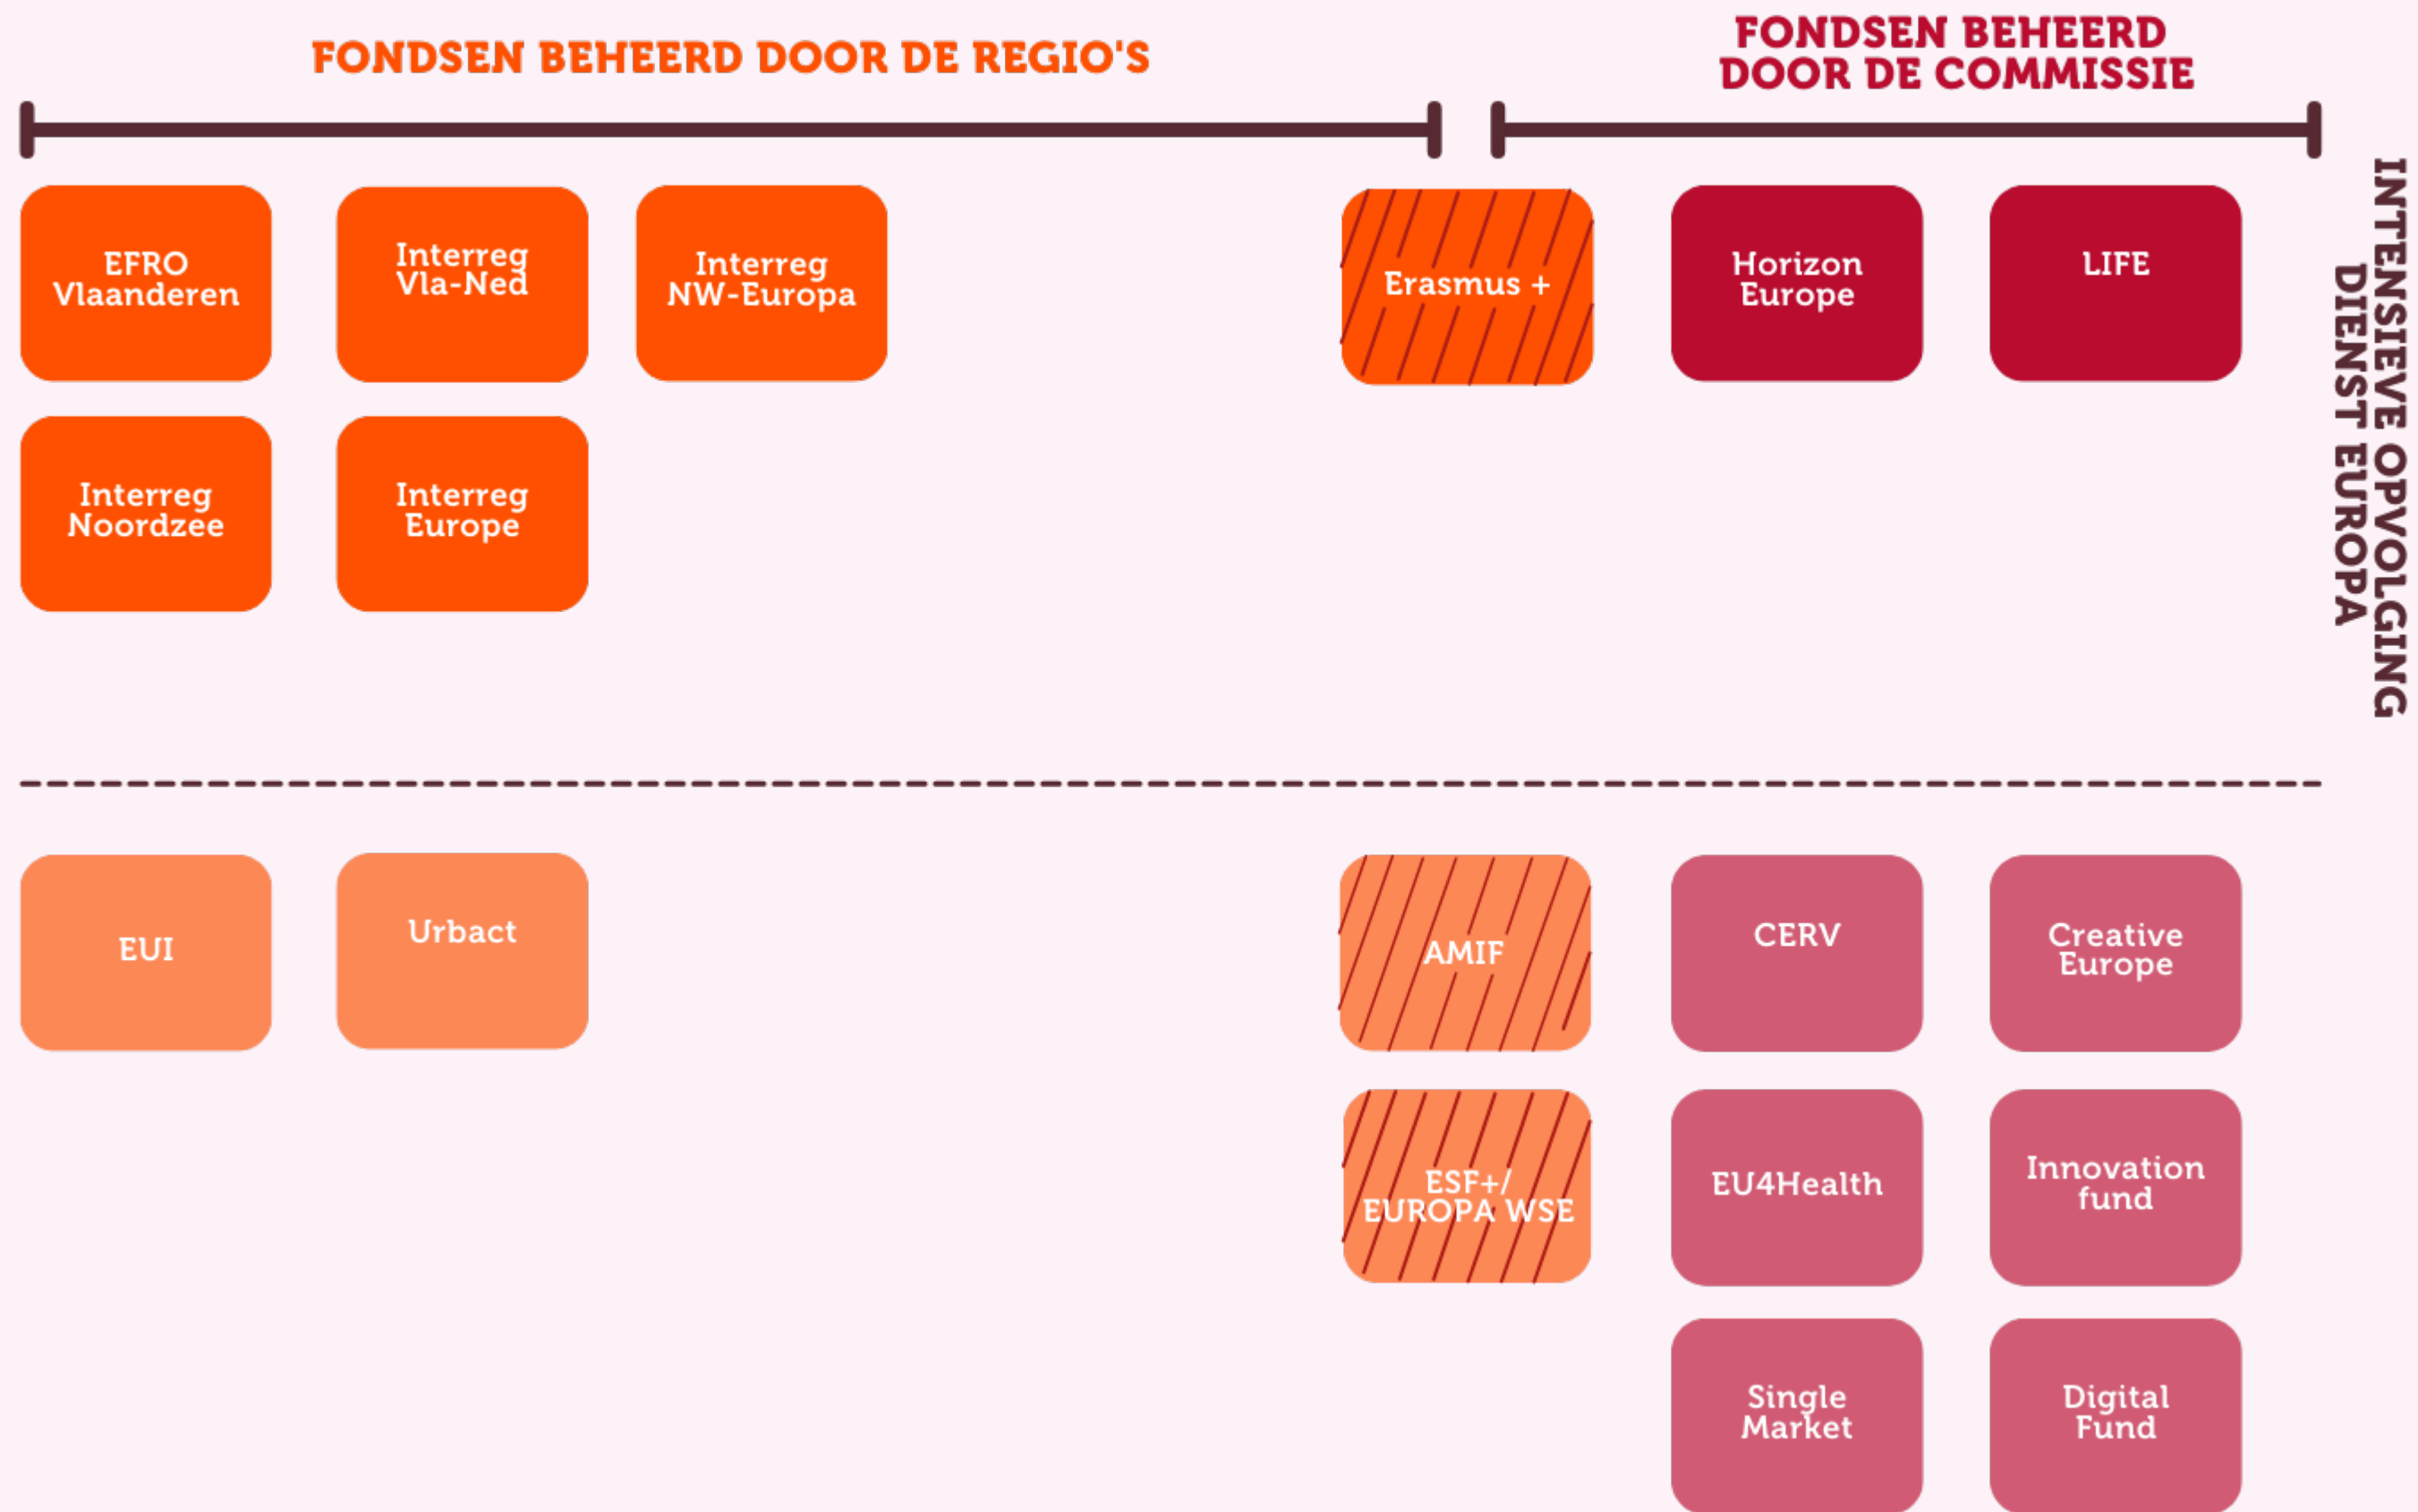 FONDSEN BEHEERD DOOR DE REGIO'S
FONDSEN BEHEERD
DOOR DE COMMISSIE
EFRO
Vlaanderen
Interreg
Vla-Ned
Interreg
NW-Europa
Erasmus +
Horizon
Europe
LIFE
INTENSIEVE OPVOLGING
DIENST EUROPA
Interreg
Noordzee
Interreg
Europe
EUI
Urbact
AMIF
CERV
Creative
Europe
ESF+/
EUROPA WSE
EU4Health
Innovation
fund
Single
Market
Digital
Fund